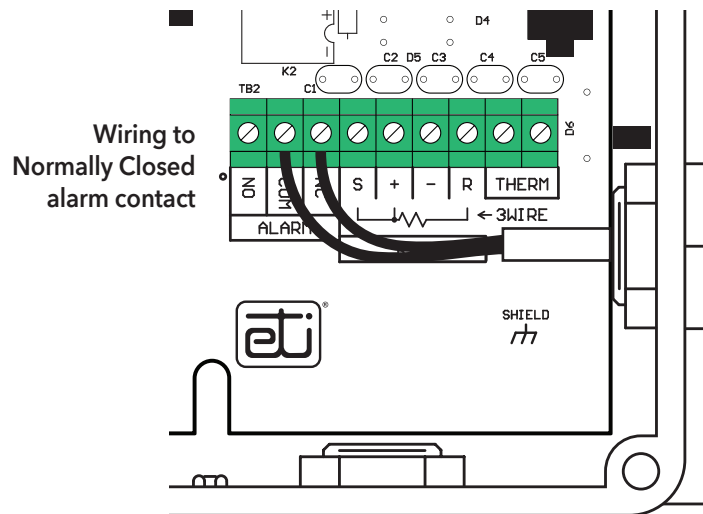 D4
K2
C1
C2
D5
C3
C4
C5
TB2
D6
Wiring to
Normally Closed
alarm contact
NO
COM
NC
S
+
-
R
THERM
←3WIRE
ALARM
eti®
SHIELD
+
-